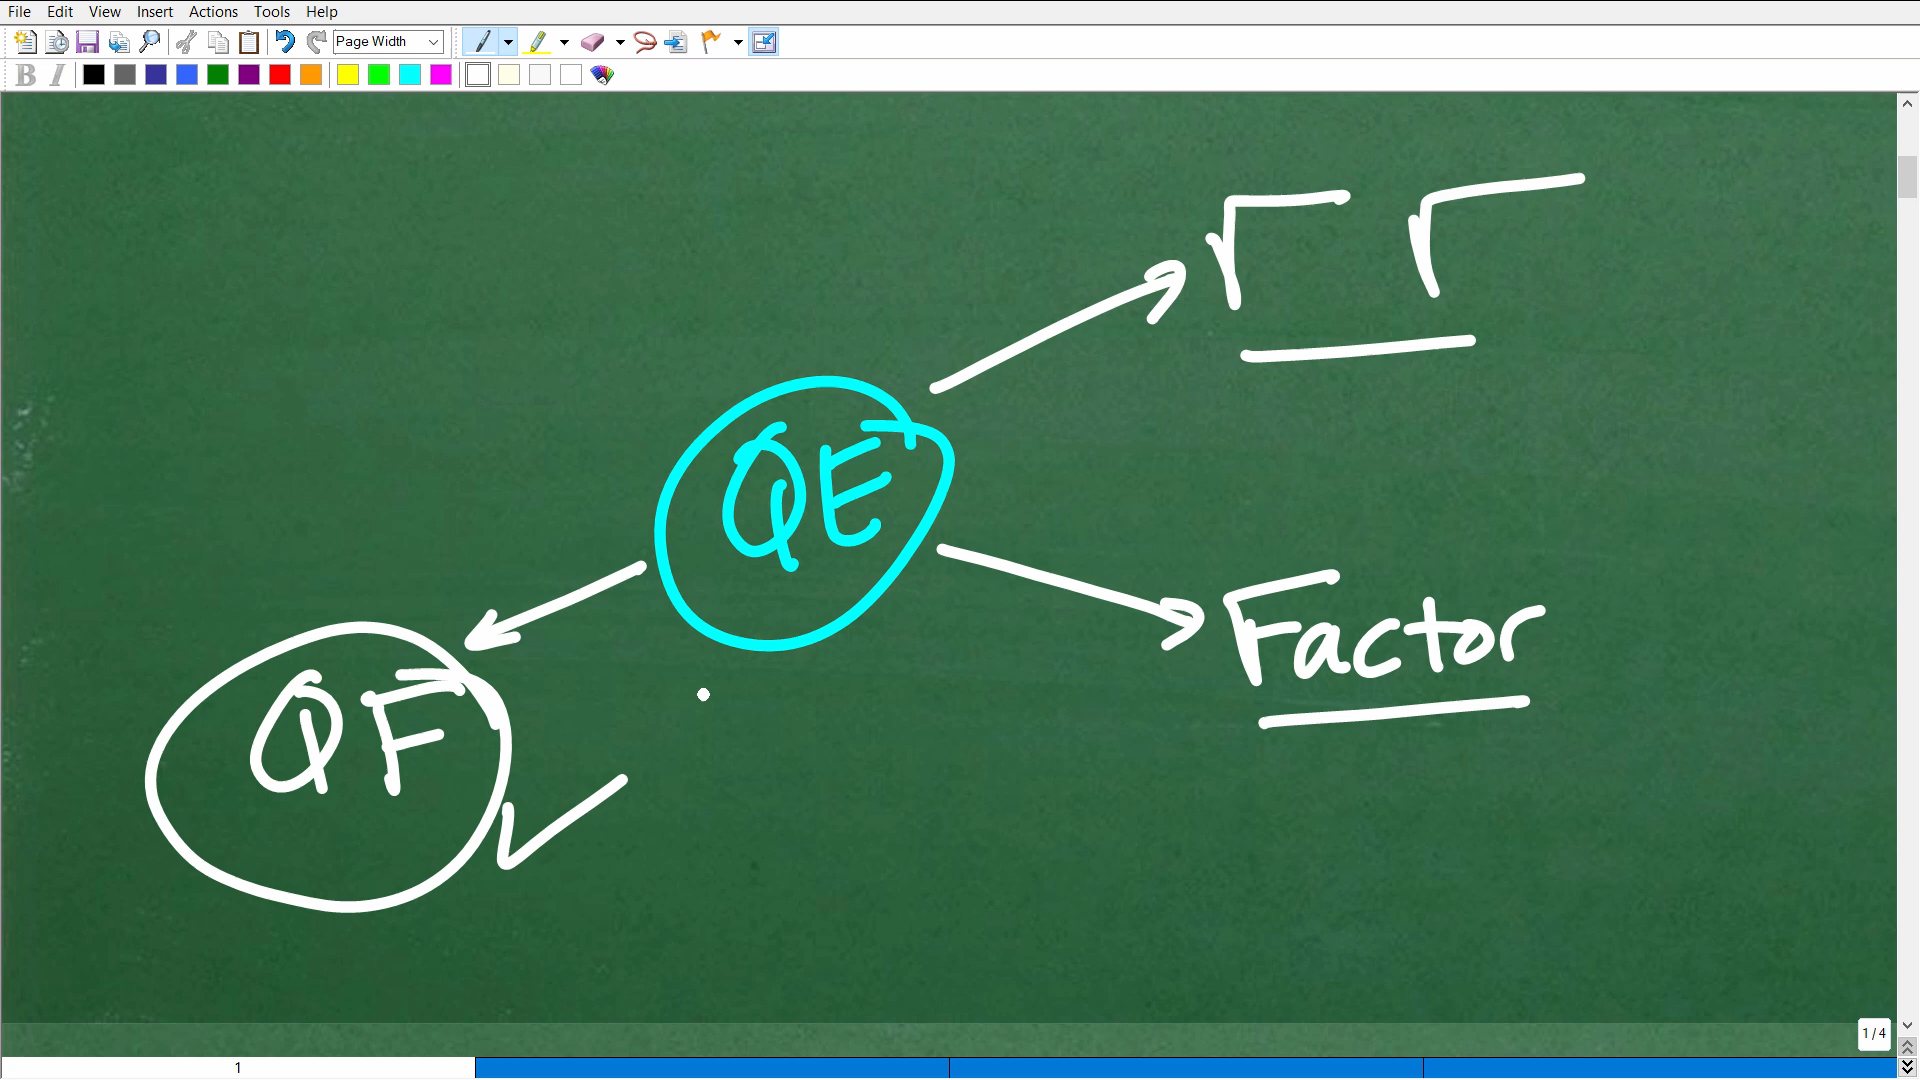 File Edit View Insert Actions Tools Help
Page Width
B I
√ √
QE
Factor
QF
1 / 4
1